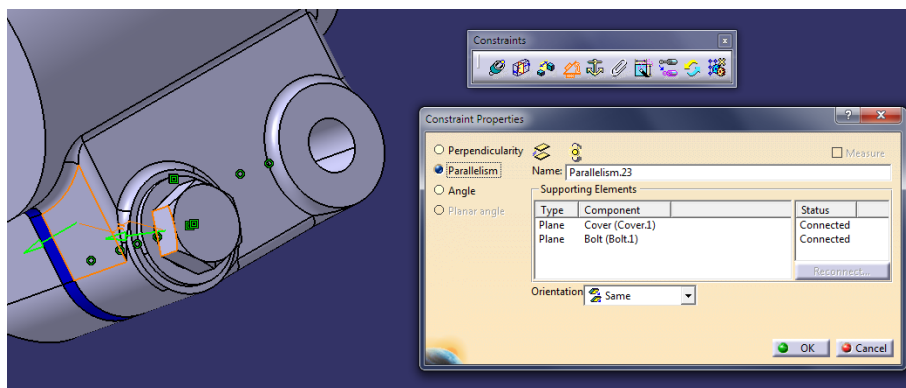 Constraints
x
Constraint Properties
?
X
Perpendicularity
Measure
Parallelism
Name: Parallelism.23
Angle
Supporting Elements
Planar angle
Type Component Status
Plane Cover (Cover.1) Connected
Plane Bolt (Bolt.1) Connected
Reconnect...
Orientation Same
OK Cancel